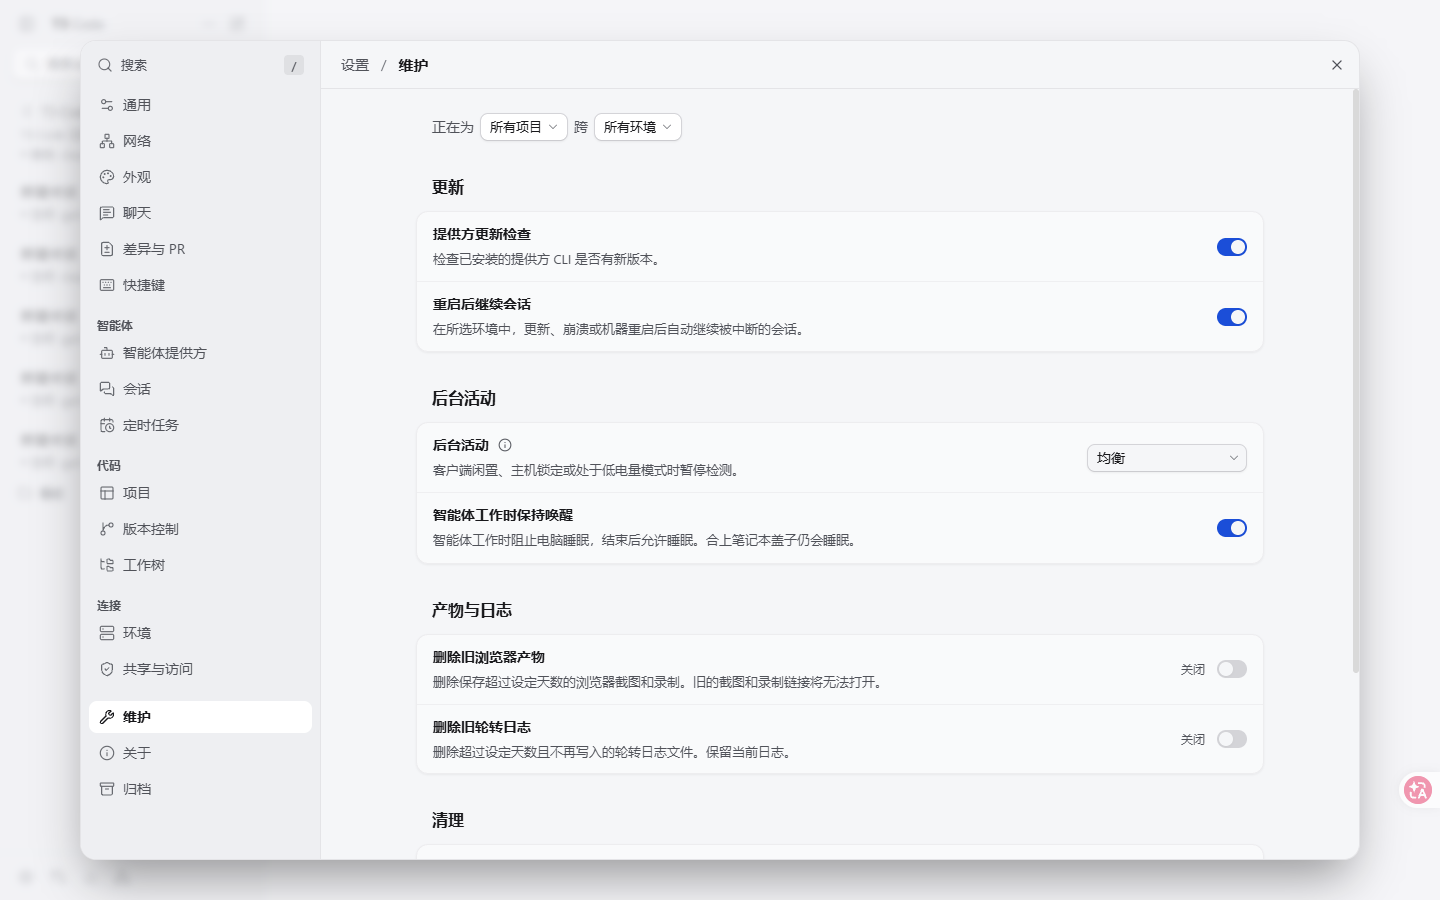 搜索
/
通用
网络
外观
聊天
差异与 PR
快捷键
智能体
智能体提供方
会话
定时任务
代码
项目
版本控制
工作树
连接
环境
共享与访问
维护
关于
归档
设置 / 维护
正在为 所有项目 跨 所有环境
更新
提供方更新检查
检查已安装的提供方 CLI 是否有新版本。
重启后继续会话
在所选环境中，更新、崩溃或机器重启后自动继续被中断的会话。
后台活动
后台活动
客户端闲置、主机锁定或处于低电量模式时暂停检测。
均衡
智能体工作时保持唤醒
智能体工作时阻止电脑睡眠，结束后允许睡眠。合上笔记本盖子仍会睡眠。
产物与日志
删除旧浏览器产物
删除保存超过设定天数的浏览器截图和录制。旧的截图和录制链接将无法打开。
关闭
删除旧轮转日志
删除超过设定天数且不再写入的轮转日志文件。保留当前日志。
关闭
清理